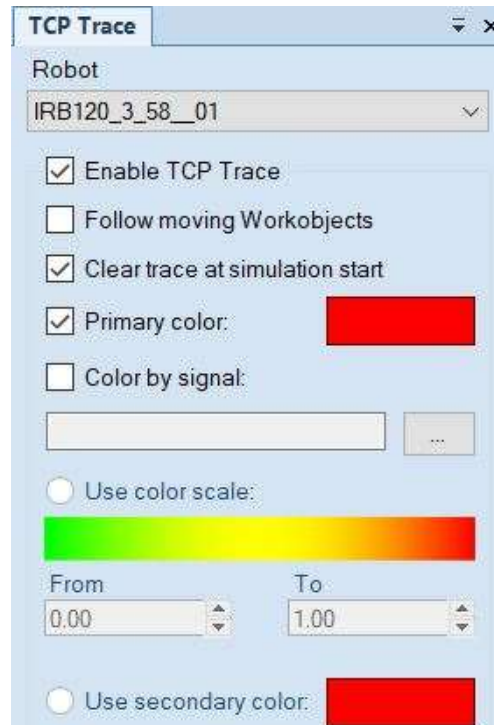 TCP Trace
Robot
IRB120_3_58__01
Enable TCP Trace
Follow moving Workobjects
Clear trace at simulation start
Primary color:
Color by signal:
...
Use color scale:
From To
0.00 1.00
Use secondary color: